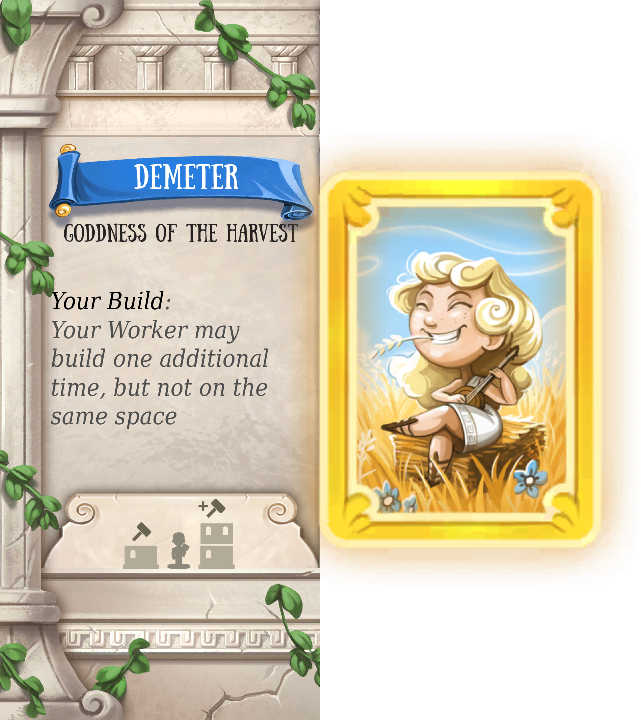 DEMETER
GODDNESS OF THE HARVEST
Your Build:
Your Worker may
build one additional
time, but not on the
same space
+